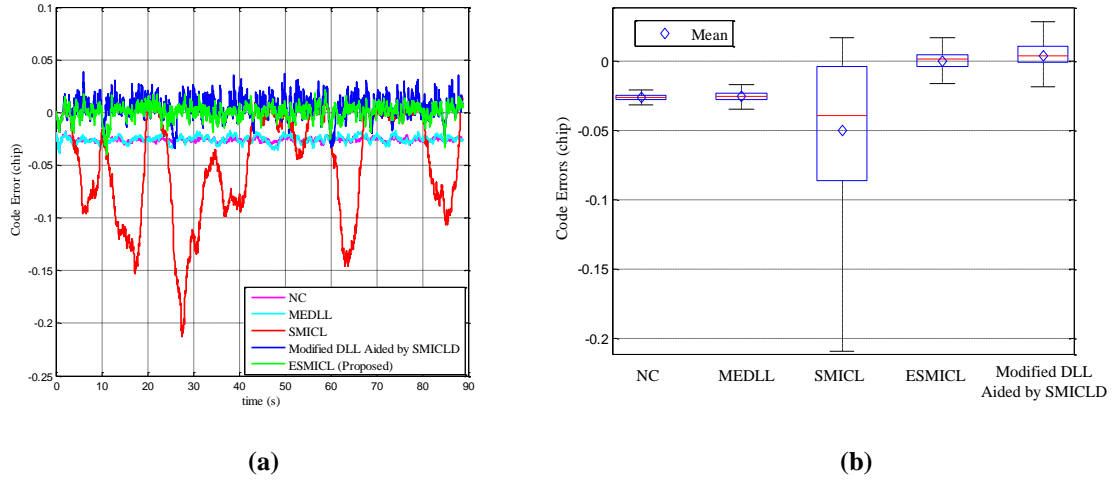 0.1
0.05
0
-0.05
-0.1
-0.15
-0.2
-0.25
Code Error (chip)
0 10 20 30 40 50 60 70 80 90
time (s)
NC
MEDLL
SMICL
Modified DLL Aided by SMICLD
ESMICL (Proposed)
(a)
Mean
0
-0.05
-0.1
-0.15
-0.2
Code Errors (chip)
NC MEDLL SMICL ESMICL Modified DLL
Aided by SMICLD
(b)